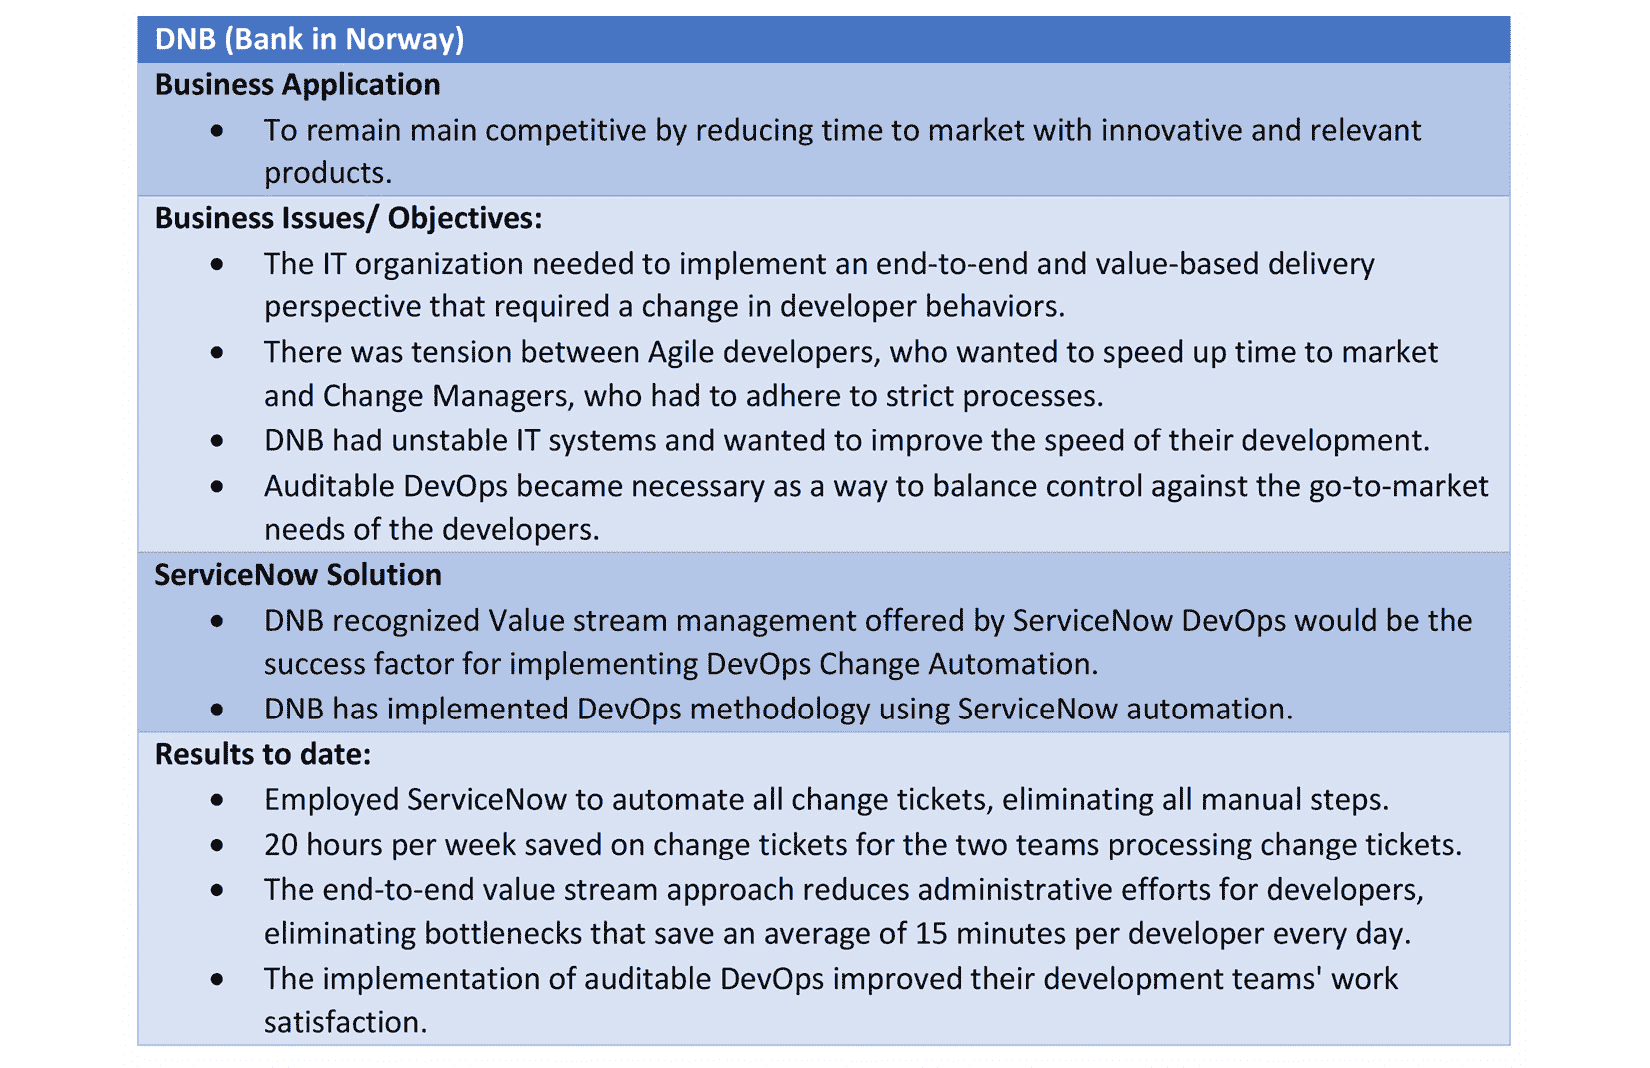 DNB (Bank in Norway)
Business Application
• To remain main competitive by reducing time to market with innovative and relevant
products.
Business Issues/ Objectives:
• The IT organization needed to implement an end-to-end and value-based delivery
perspective that required a change in developer behaviors.
• There was tension between Agile developers, who wanted to speed up time to market
and Change Managers, who had to adhere to strict processes.
• DNB had unstable IT systems and wanted to improve the speed of their development.
• Auditable DevOps became necessary as a way to balance control against the go-to-market
needs of the developers.
ServiceNow Solution
• DNB recognized Value stream management offered by ServiceNow DevOps would be the
success factor for implementing DevOps Change Automation.
• DNB has implemented DevOps methodology using ServiceNow automation.
Results to date:
• Employed ServiceNow to automate all change tickets, eliminating all manual steps.
• 20 hours per week saved on change tickets for the two teams processing change tickets.
• The end-to-end value stream approach reduces administrative efforts for developers,
eliminating bottlenecks that save an average of 15 minutes per developer every day.
• The implementation of auditable DevOps improved their development teams' work
satisfaction.